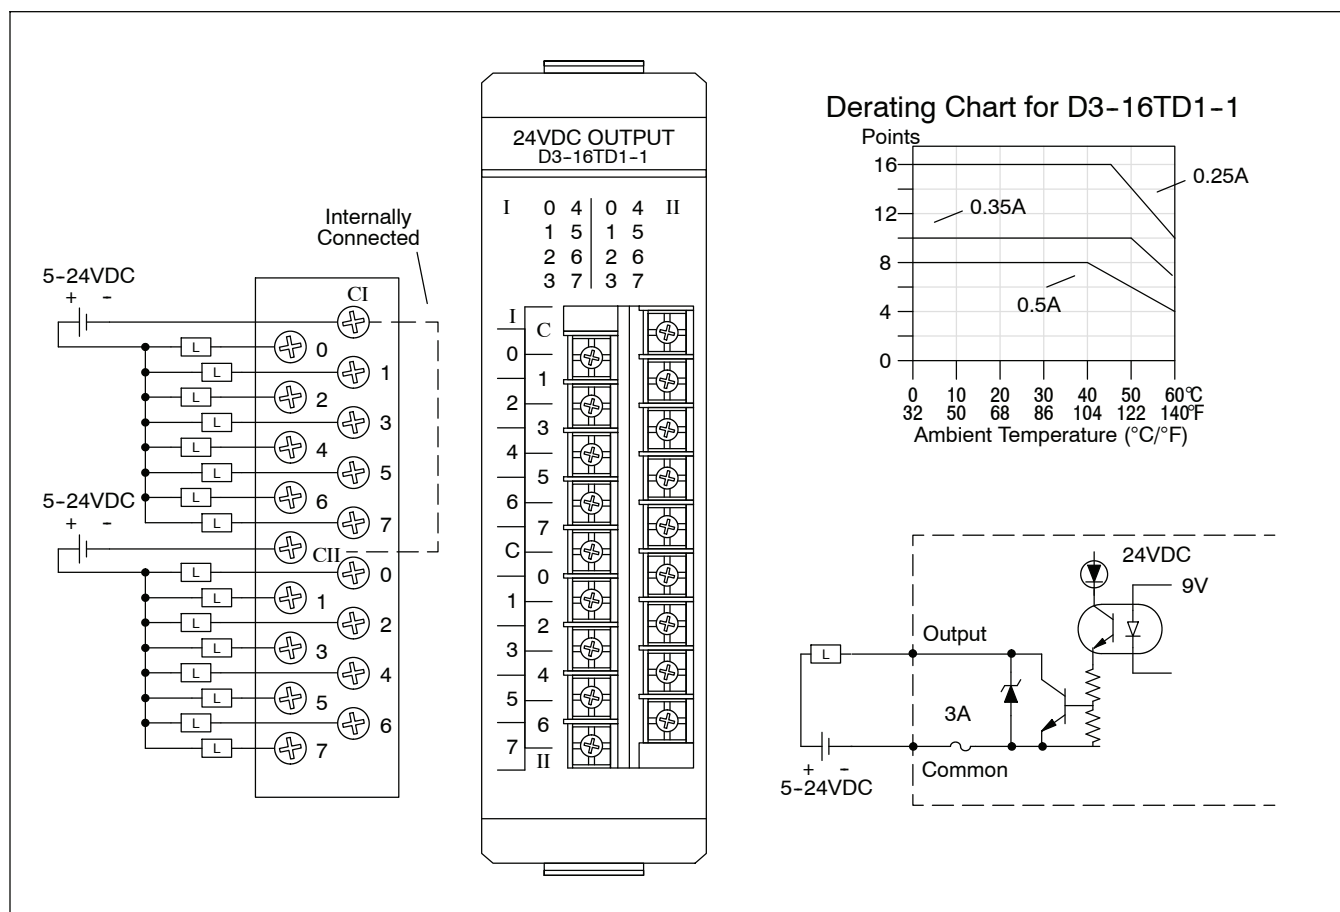 Internally
Connected
5-24VDC
+ -
CI
L 0
L 1
L 2
L 3
L 4
L 5
L 6
L 7
5-24VDC
+ -
CII
L 0
L 1
L 2
L 3
L 4
L 5
L 6
L 7
24VDC OUTPUT
D3-16TD1-1
I 0 4 0 4 II
1 5 1 5
2 6 2 6
3 7 3 7
I
C
0
1
2
3
4
5
6
7
C
0
1
2
3
4
5
6
7
II
Derating Chart for D3-16TD1-1
Points
16
12
8
4
0
0.25A
0.35A
0.5A
0 10 20 30 40 50 60°C
32 50 68 86 104 122 140°F
Ambient Temperature (°C/°F)
24VDC
9V
Output
L
3A
+ -
5-24VDC
Common